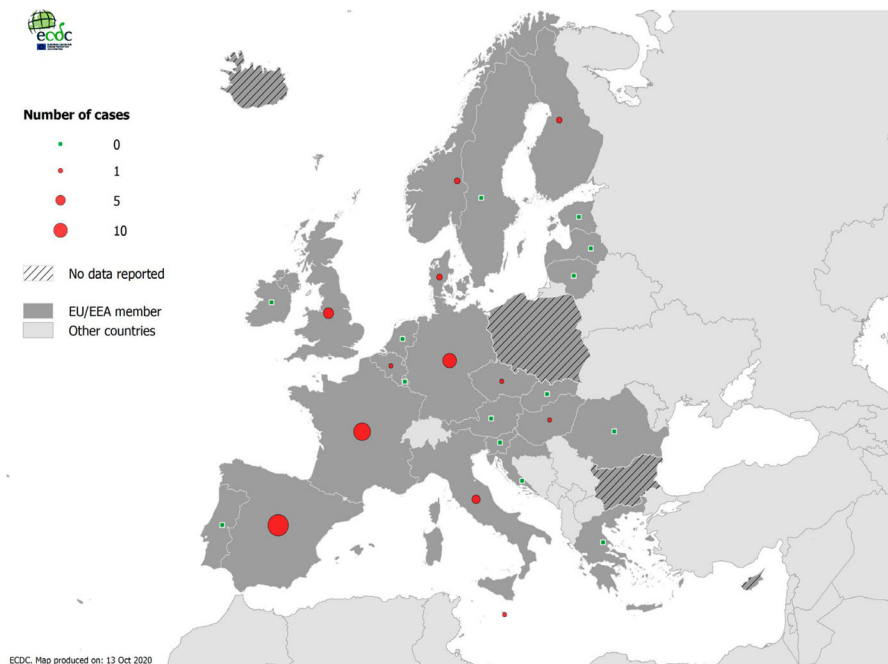 ecdc
Number of cases
0
1
5
10
No data reported
EU/EEA member
Other countries
ECDC. Map produced on: 13 Oct 2020